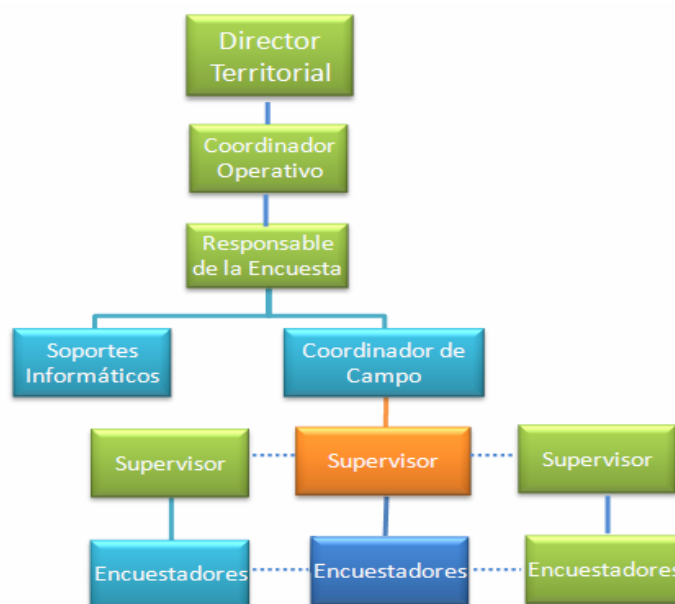 Director
Territorial
Coordinador
Operativo
Responsable
de la Encuesta
Soportes
Informáticos
Coordinador de
Campo
Supervisor
Supervisor
Supervisor
Encuestadores
Encuestadores
Encuestadores